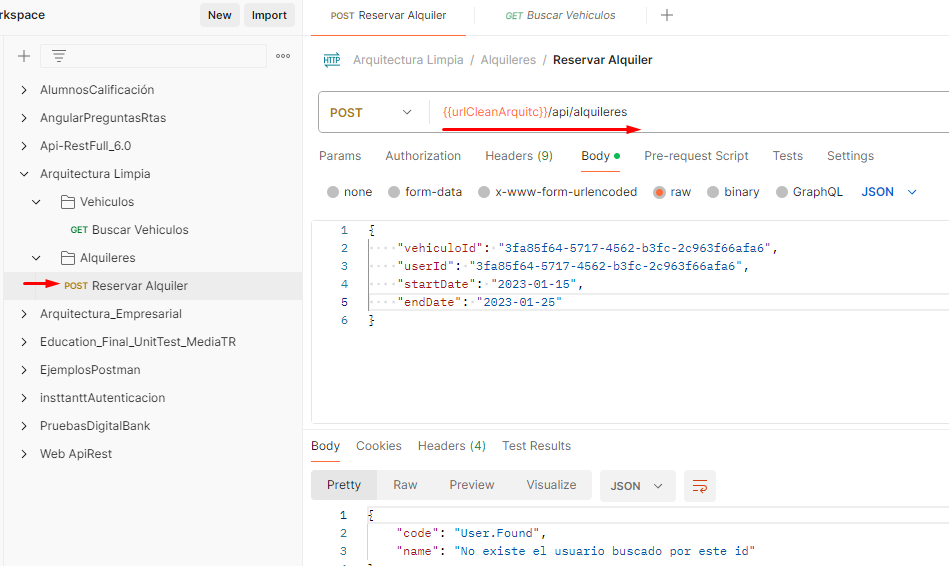 rkspace
New
Import
AlumnosCalificación
AngularPreguntasRtas
Api-RestFull_6.0
Arquitectura Limpia
Vehiculos
GET Buscar Vehiculos
Alquileres
POST Reservar Alquiler
Arquitectura_Empresarial
Education_Final_UnitTest_MediaTR
EjemplosPostman
insttanttAutenticacion
PruebasDigitalBank
Web ApiRest
POST Reservar Alquiler
GET Buscar Vehiculos
HTTP Arquitectura Limpia / Alquileres / Reservar Alquiler
POST {{urlCleanArquitc}}/api/alquileres
Params Authorization Headers (9) Body Pre-request Script Tests Settings
none form-data x-www-form-urlencoded raw binary GraphQL JSON
1 {
2 "vehiculoId": "3fa85f64-5717-4562-b3fc-2c963f66afa6",
3 "userId": "3fa85f64-5717-4562-b3fc-2c963f66afa6",
4 "startDate": "2023-01-15",
5 "endDate": "2023-01-25"
6 }
Body Cookies Headers (4) Test Results
Pretty Raw Preview Visualize JSON
1 {
2 "code": "User.Found",
3 "name": "No existe el usuario buscado por este id"